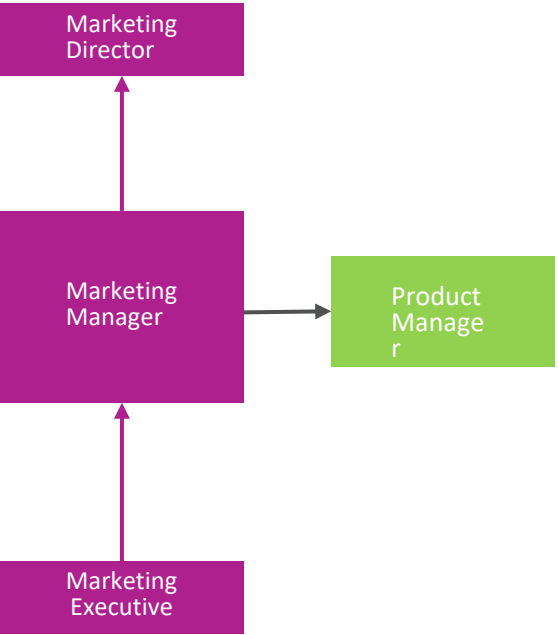 Marketing
Director
Marketing
Manager
Product
Manage
r
Marketing
Executive